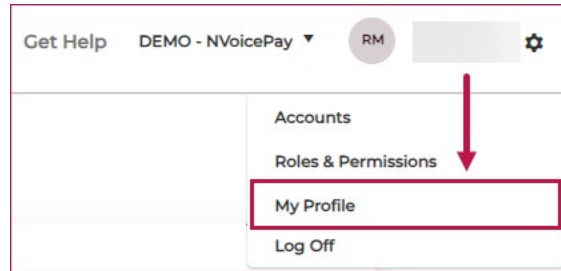 Get Help DEMO - NVoicePay ▼ RM
Accounts
Roles & Permissions
My Profile
Log Off